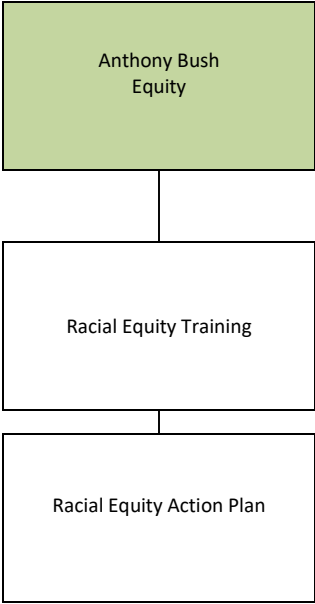 Anthony Bush
Equity
Racial Equity Training
Racial Equity Action Plan